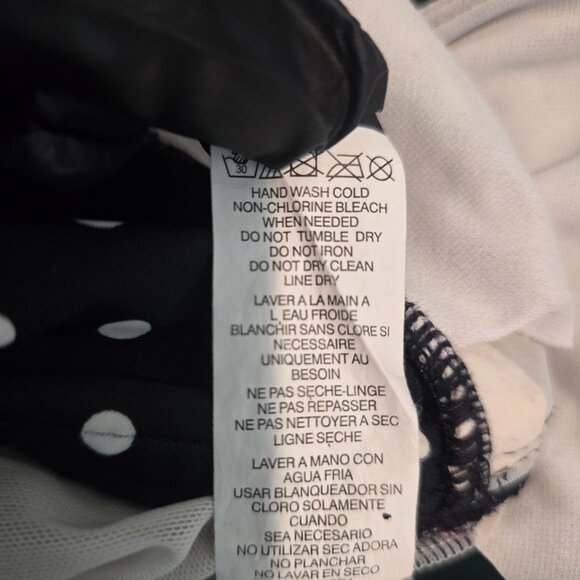 30
HAND WASH COLD
NON-CHLORINE BLEACH
WHEN NEEDED
DO NOT TUMBLE DRY
DO NOT IRON
DO NOT DRY CLEAN
LINE DRY
LAVER A LA MAIN A
L EAU FROIDE
BLANCHIR SANS CLORE SI
NECESSAIRE
UNIQUEMENT AU
BESOIN
NE PAS SECHE-LINGE
NE PAS REPASSER
NE PAS NETTOYER A SEC
LIGNE SECHE
LAVER A MANO CON
AGUA FRIA
USAR BLANQUEADOR SIN
CLORO SOLAMENTE
CUANDO
SEA NECESARIO
NO UTILIZAR SEC ADORA
NO PLANCHAR
NO LAVAR EN SECO